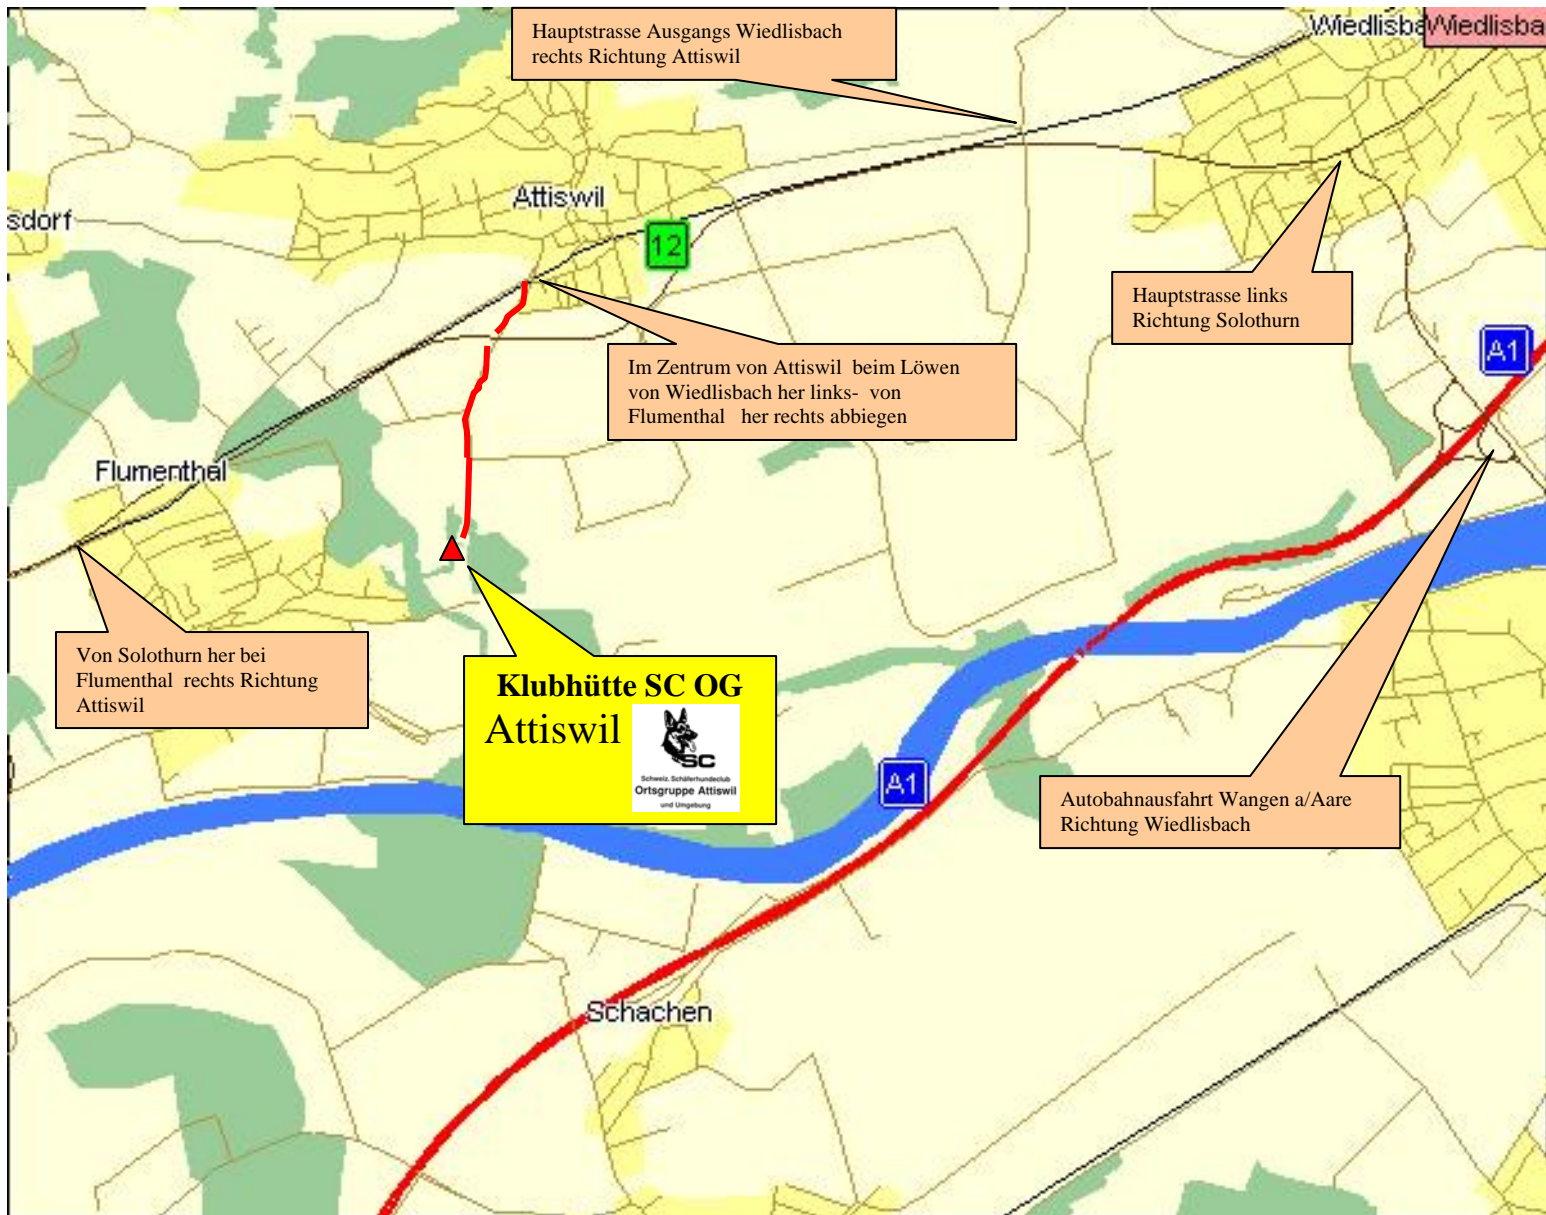 Hauptstrasse Ausgangs Wiedlisbach
rechts Richtung Attiswil
Wiedlisba
Wiedlisba
Attiswil
sdorf
12
Hauptstrasse links
Richtung Solothurn
A1
Im Zentrum von Attiswil beim Löwen
von Wiedlisbach her links- von
Flumenthal her rechts abbiegen
Flumenthal
Von Solothurn her bei
Flumenthal rechts Richtung
Attiswil
Klubhütte SC OG
Attiswil
SC
Schweiz. Schäferhundeclub
Ortsgruppe Attiswil
und Umgebung
A1
Autobahnausfahrt Wangen a/Aare
Richtung Wiedlisbach
Schachen